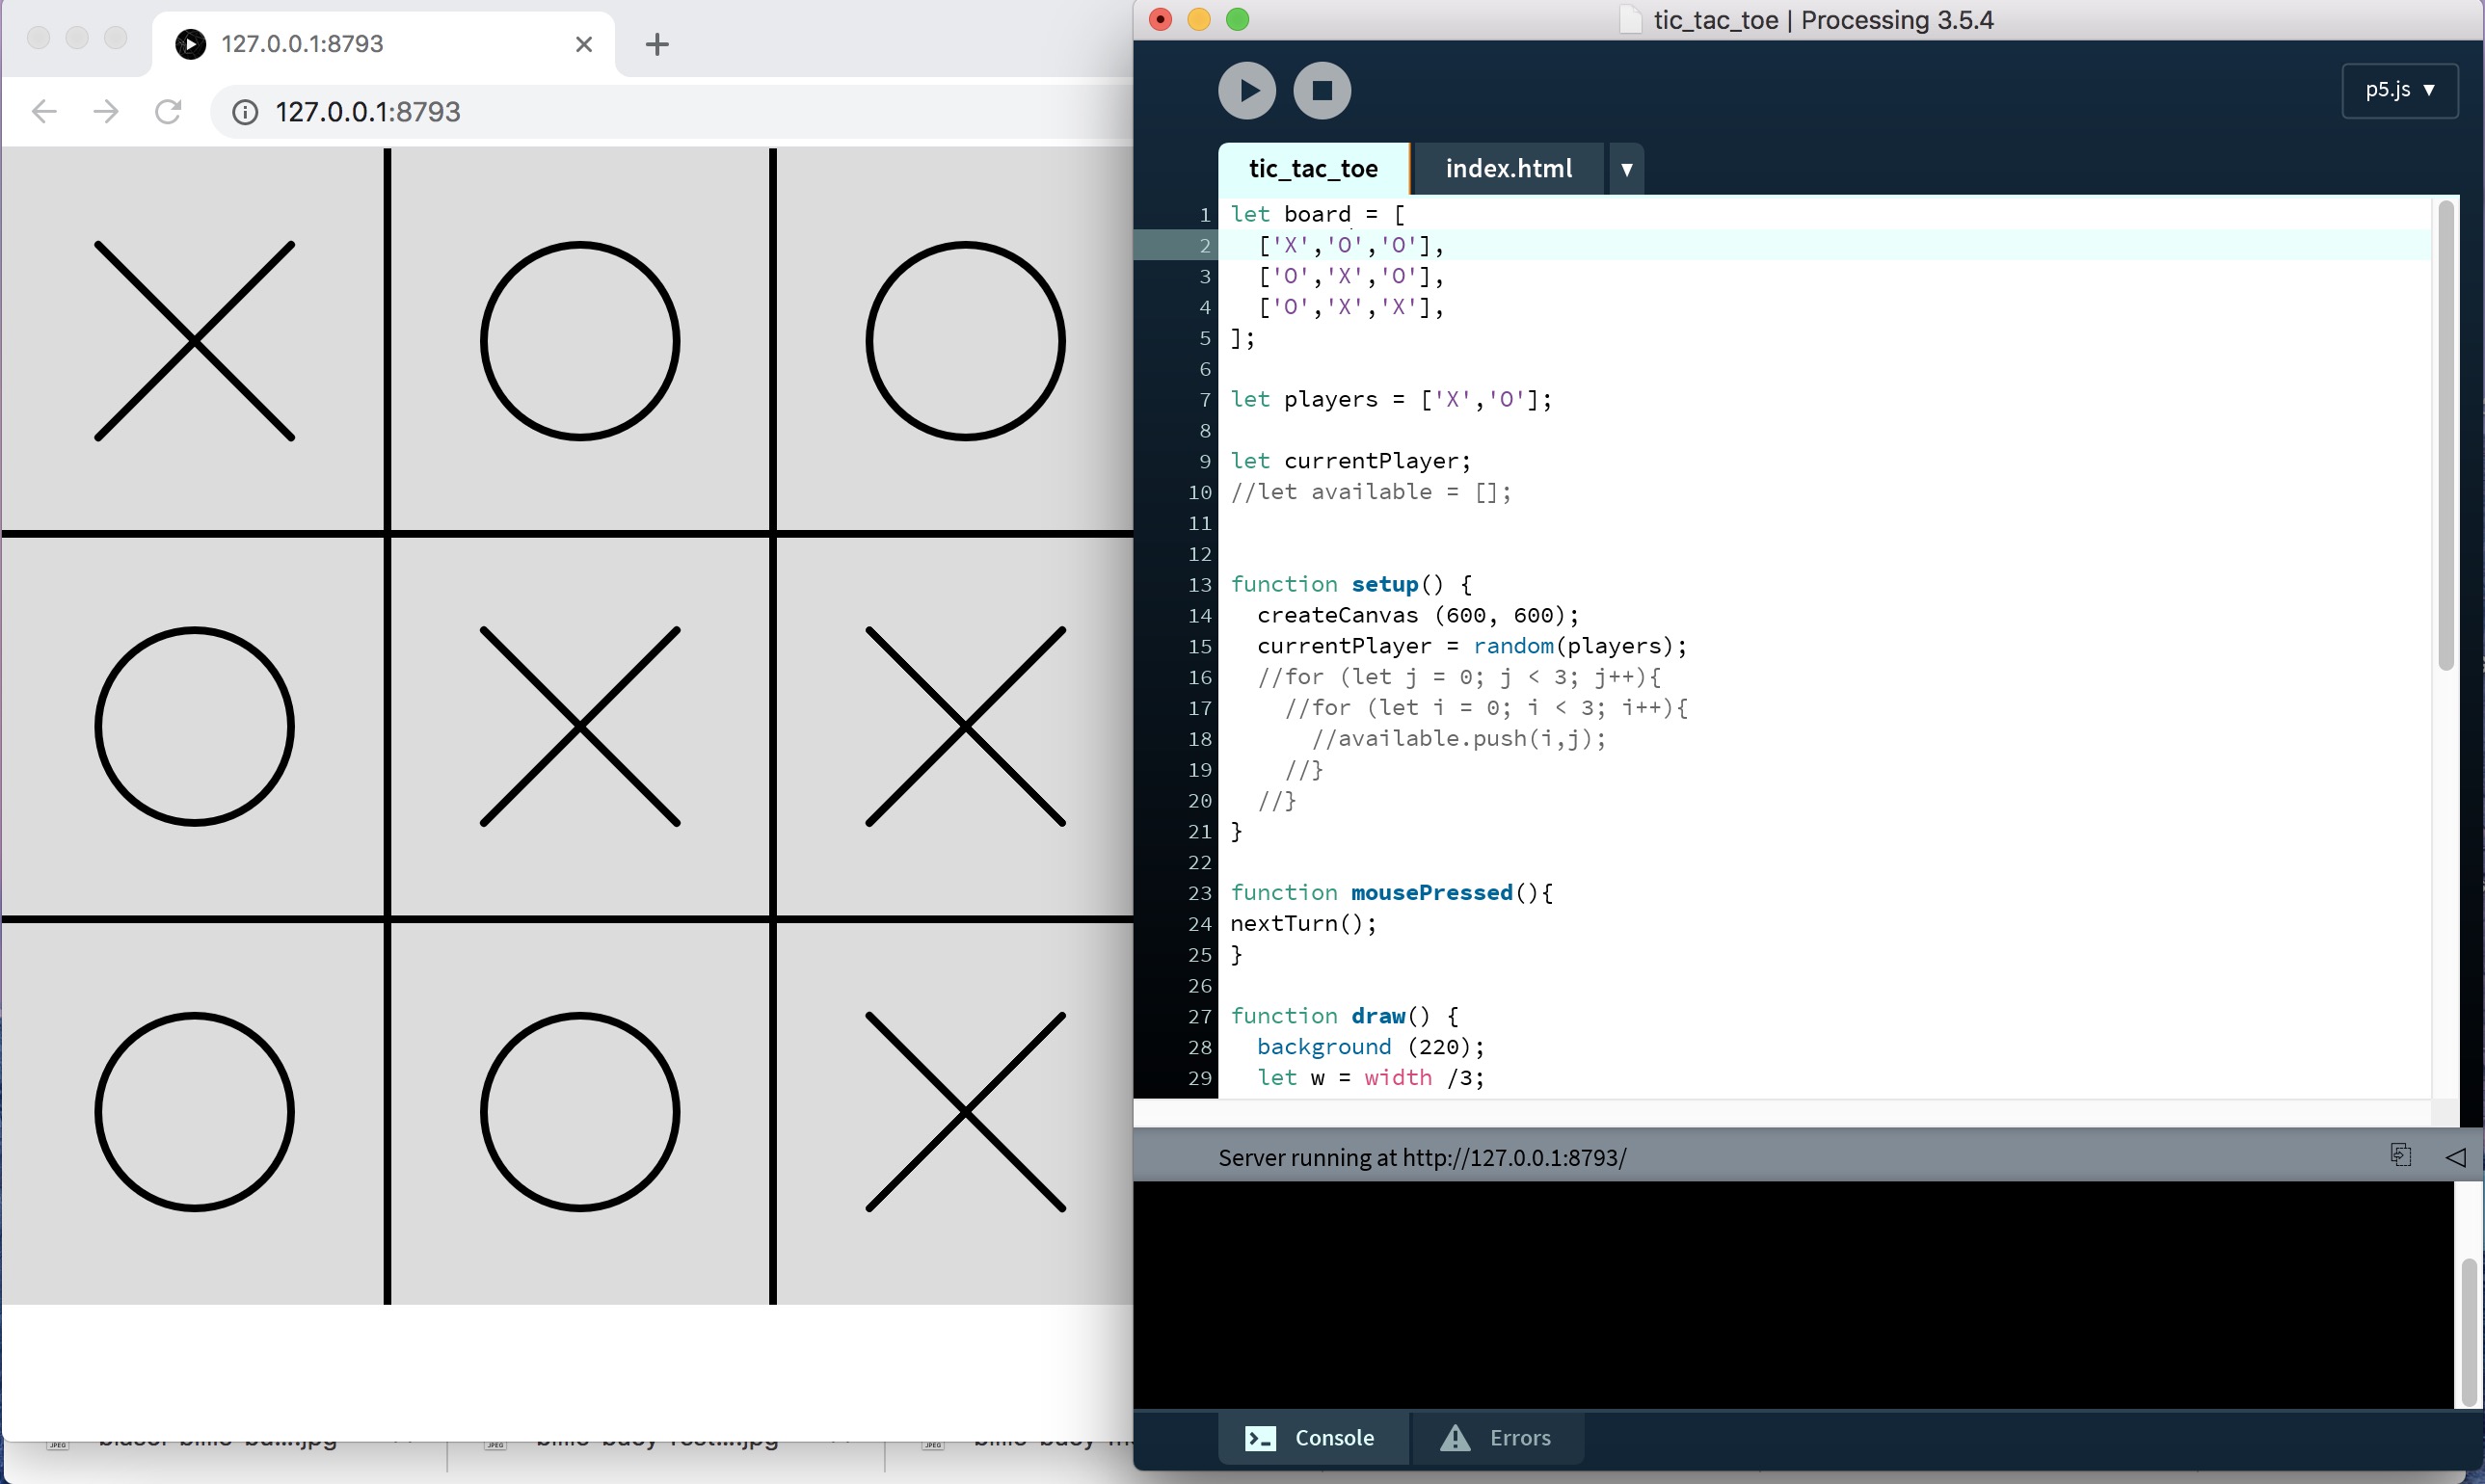 127.0.0.1:8793
127.0.0.1:8793
tic_tac_toe | Processing 3.5.4
p5.js ▼
tic_tac_toe index.html ▼
1 let board = [
2 ['X','O','O'],
3 ['O','X','O'],
4 ['O','X','X'],
5 ];
6
7 let players = ['X','O'];
8
9 let currentPlayer;
10 //let available = [];
11
12
13 function setup() {
14 createCanvas (600, 600);
15 currentPlayer = random(players);
16 //for (let j = 0; j < 3; j++){
17 //for (let i = 0; i < 3; i++){
18 //available.push(i,j);
19 //}
20 //}
21 }
22
23 function mousePressed(){
24 nextTurn();
25 }
26
27 function draw() {
28 background (220);
29 let w = width /3;
Server running at http://127.0.0.1:8793/
Console Errors